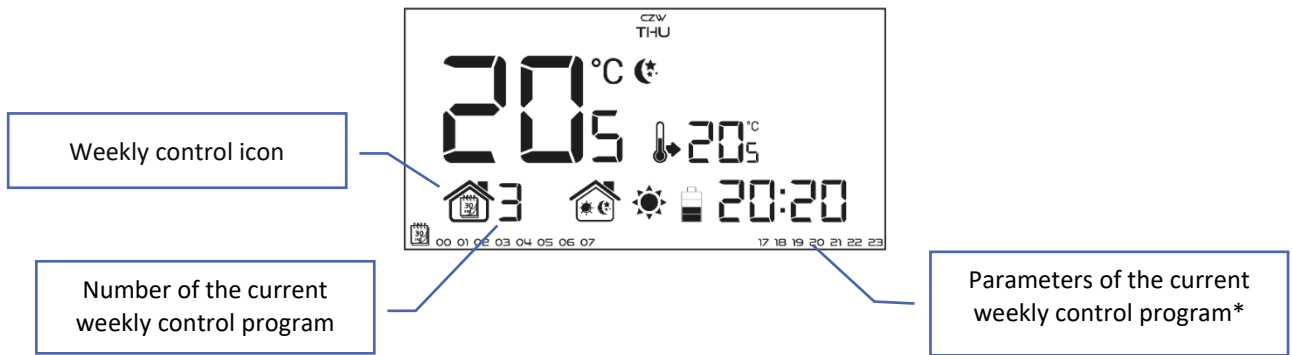 CZW
THU
20
5
°C
20
5
°C
Weekly control icon
30
3
20:20
30
00 01 02 03 04 05 06 07
17 18 19 20 21 22 23
Number of the current
weekly control program
Parameters of the current
weekly control program*